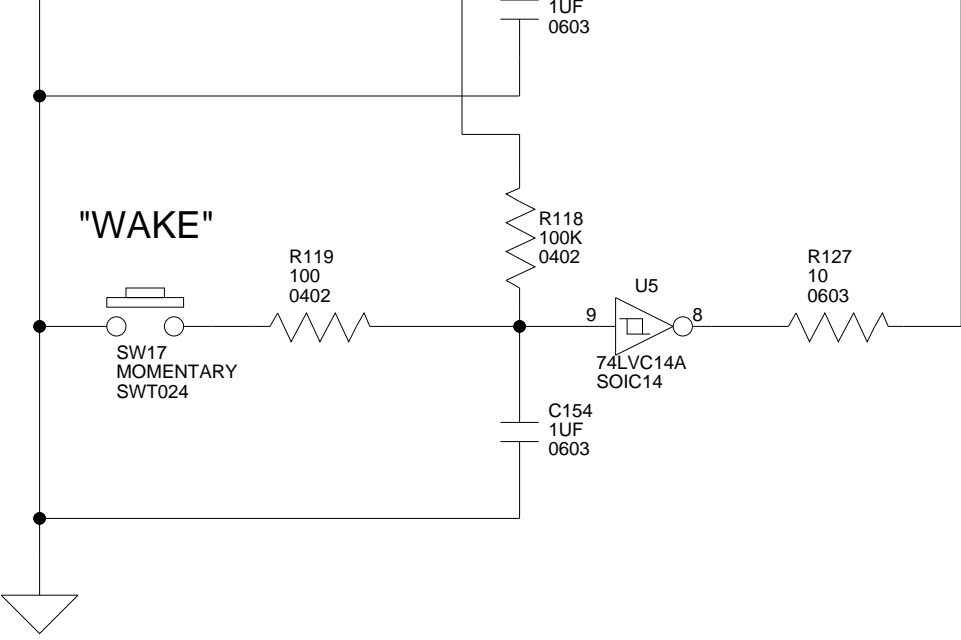 1UF
0603
"WAKE"
R118
100K
0402
R119
100
0402
R127
10
0603
U5
9
8
SW17
MOMENTARY
SWT024
74LVC14A
SOIC14
C154
1UF
0603